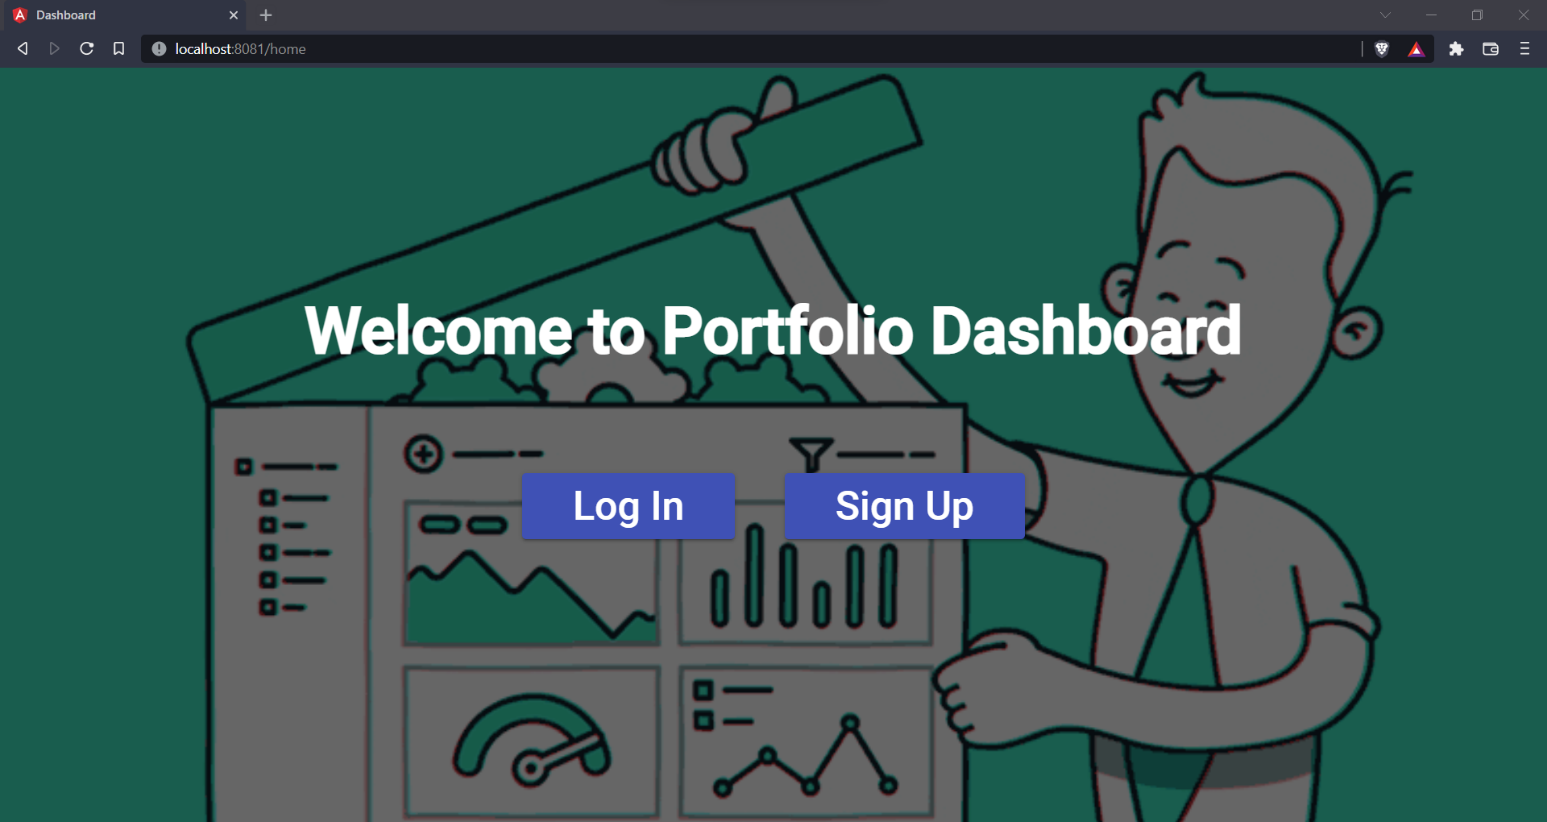 Dashboard
localhost:8081/home
Welcome to Portfolio Dashboard
Log In
Sign Up